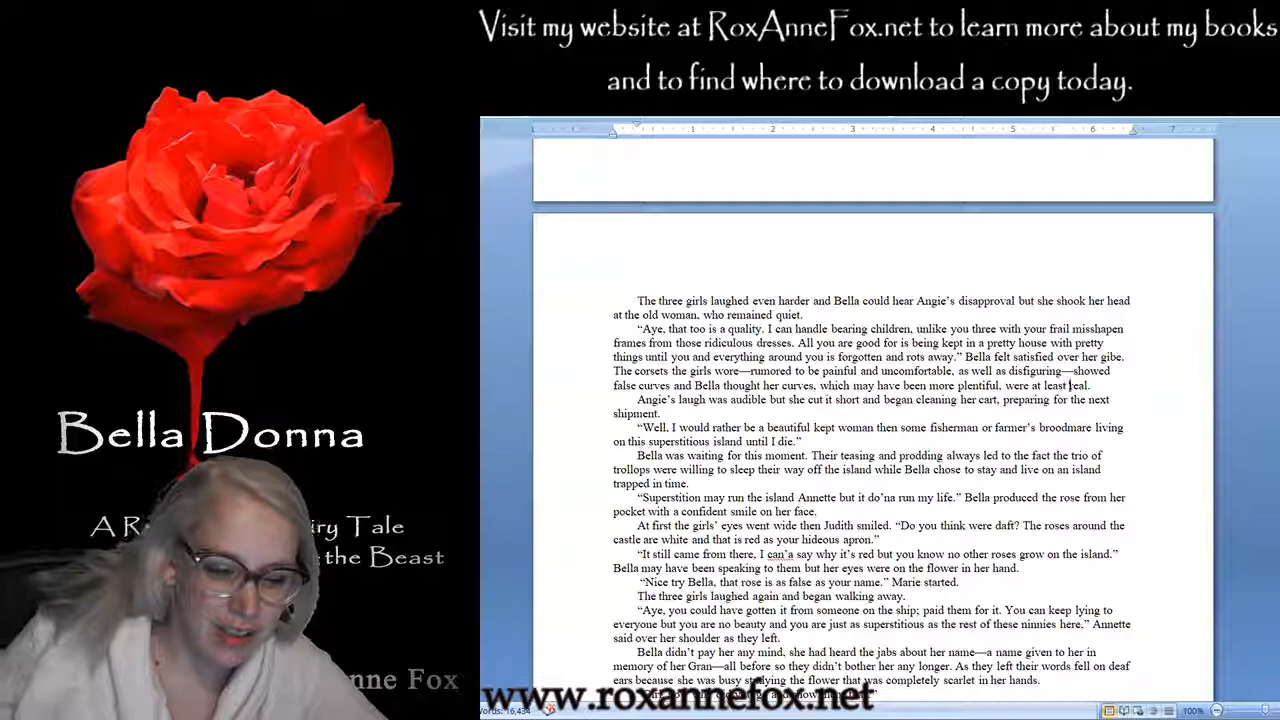 Visit my website at RoxAnneFox.net to learn more about my books
and to find where to download a copy today.
The three girls laughed even harder and Bella could hear Angie's disapproval but she shook her head
at the old woman, who remained quiet.
“Aye, that too is a quality. I can handle bearing children, unlike you three with your frail misshapen
frames from those ridiculous dresses. All you are good for is being kept in a pretty house with pretty
things until you and everything around you is forgotten and rots away.” Bella felt satisfied over her gibe.
The corsets the girls wore—rumored to be painful and uncomfortable, as well as disfiguring—showed
false curves and Bella thought her curves, which may have been more plentiful, were at least real.
Angie's laugh was audible but she cut it short and began cleaning her cart, preparing for the next
shipment.
“Well, I would rather be a beautiful kept woman then some fisherman or farmer's broodmare living
on this superstitious island until I die.”
Bella was waiting for this moment. Their teasing and prodding always led to the fact the trio of
trollops were willing to sleep their way off the island while Bella chose to stay and live on an island
trapped in time.
“Superstition may run the island Annette but it do'na run my life.” Bella produced the rose from her
pocket with a confident smile on her face.
At first the girls' eyes went wide then Judith smiled. “Do you think were daft? The roses around the
castle are white and that is red as your hideous apron.”
“It still came from there, I can'a say why it's red but you know no other roses grow on the island.”
Bella may have been speaking to them but her eyes were on the flower in her hand.
“Nice try Bella, that rose is as false as your name.” Marie started.
The three girls laughed again and began walking away.
“Aye, you could have gotten it from someone on the ship; paid them for it. You can keep lying to
everyone but you are no beauty and you are just as superstitious as the rest of these ninnies here,” Annette
said over her shoulder as they left.
Bella didn't pay her any mind, she had heard the jabs about her name—a name given to her in
memory of her Gran—all before so they didn't bother her any longer. As they left their words fell on deaf
ears because she was busy studying the flower that was completely scarlet in her hands.
Bella Donna
A R iry Tale
the Beast
nne Fox
www.roxannefox.net
Words: 16,434
100%